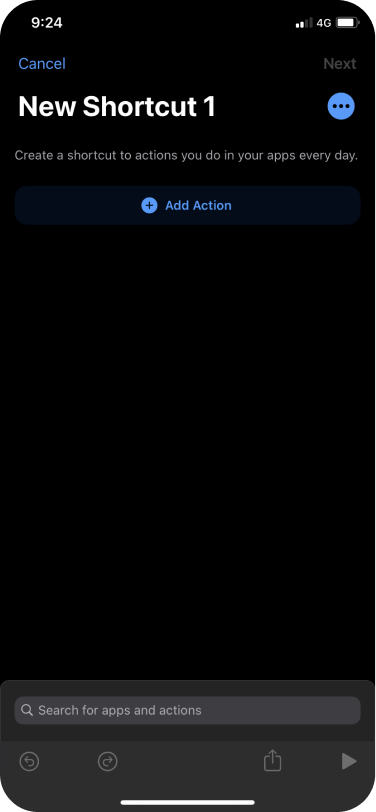 9:24
4G
Cancel
Next
New Shortcut 1
Create a shortcut to actions you do in your apps every day.
Add Action
Search for apps and actions